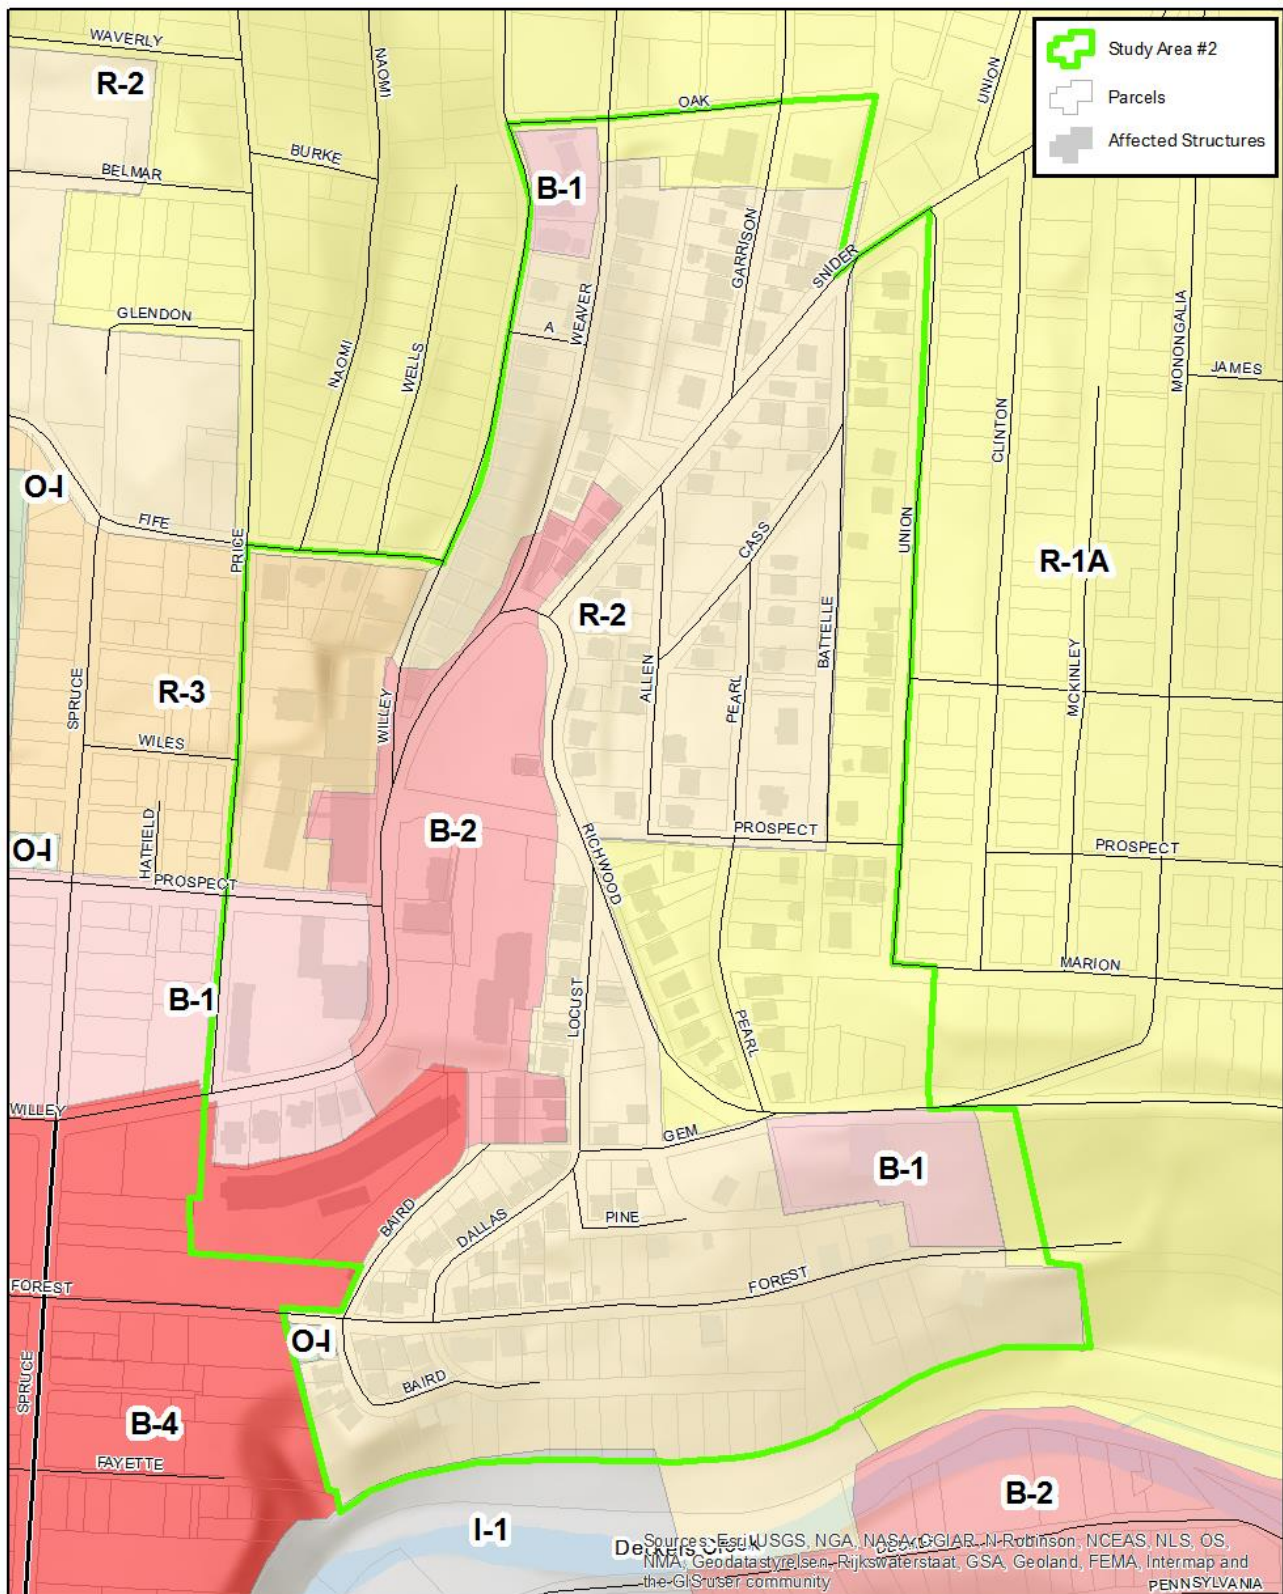 WAVERLY
NAOMI
R-2
OAK
UNION
Study Area #2
Parcels
Affected Structures
BURKE
BELMAR
B-1
GARRISON
SNIDER
GLENDON
A
WEAVER
NAOMI
WELLS
MONONGALIA
JAMES
CLINTON
O-I
FIFE
PRICE
CASS
UNION
R-1A
R-2
BATTELLE
ALLEN
PEARL
MCKINLEY
SPRUCE
R-3
WILLEY
WILES
HATFIELD
B-2
RICHWOOD
PROSPECT
PROSPECT
O-I
PROSPECT
MARION
B-1
LOCUST
PEARL
WILLEY
GEM
B-1
BAIRD
DALLAS
PINE
FOREST
FOREST
O-I
SPRUCE
BAIRD
B-4
FAYETTE
B-2
I-1
Deckers Creek
Sources: Esri, USGS, NGA, NASA, CGIAR, N Robinson, NCEAS, NLS, OS,
NMA, Geodatastyrelsen, Rijkswaterstaat, GSA, Geoland, FEMA, Intermap and
the GIS user community
PENNSYLVANIA